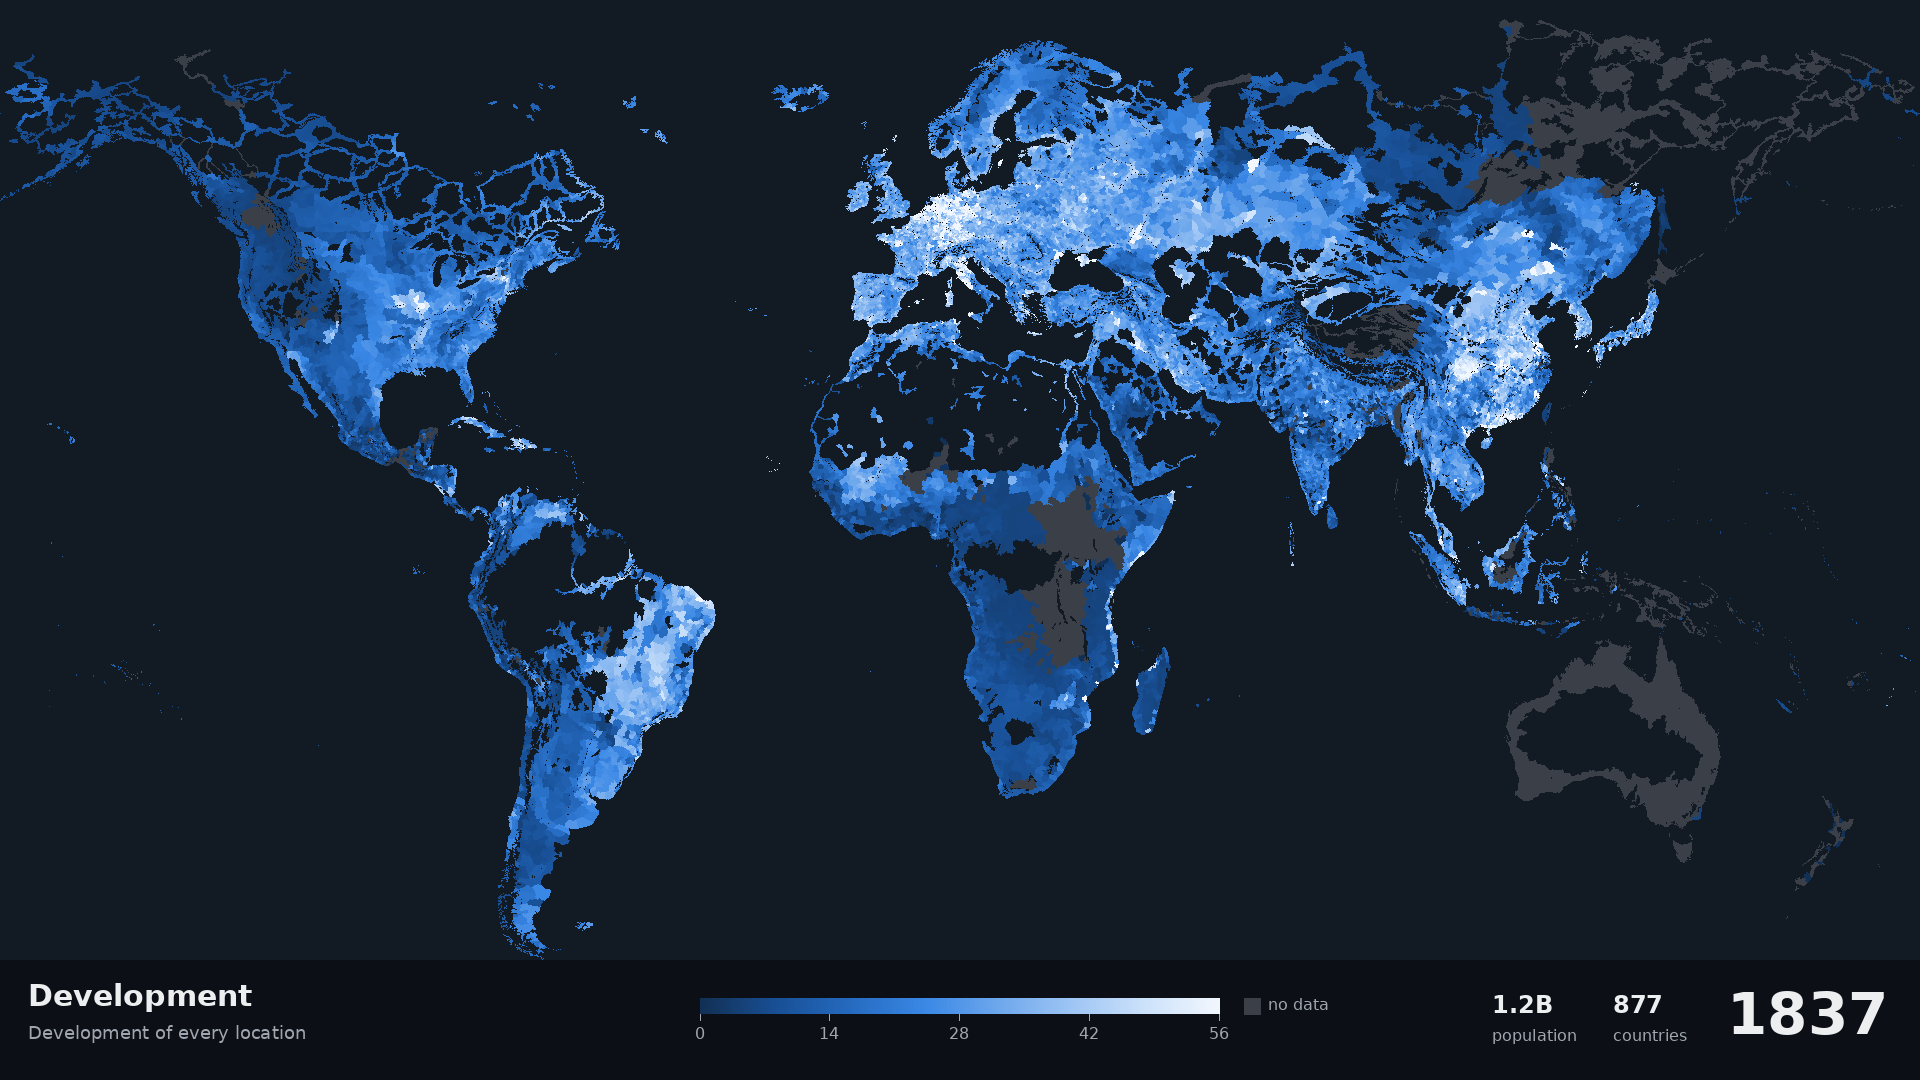 Development
Development of every location
0 14 28 42 56
no data
1.2B
population
877
countries
1837